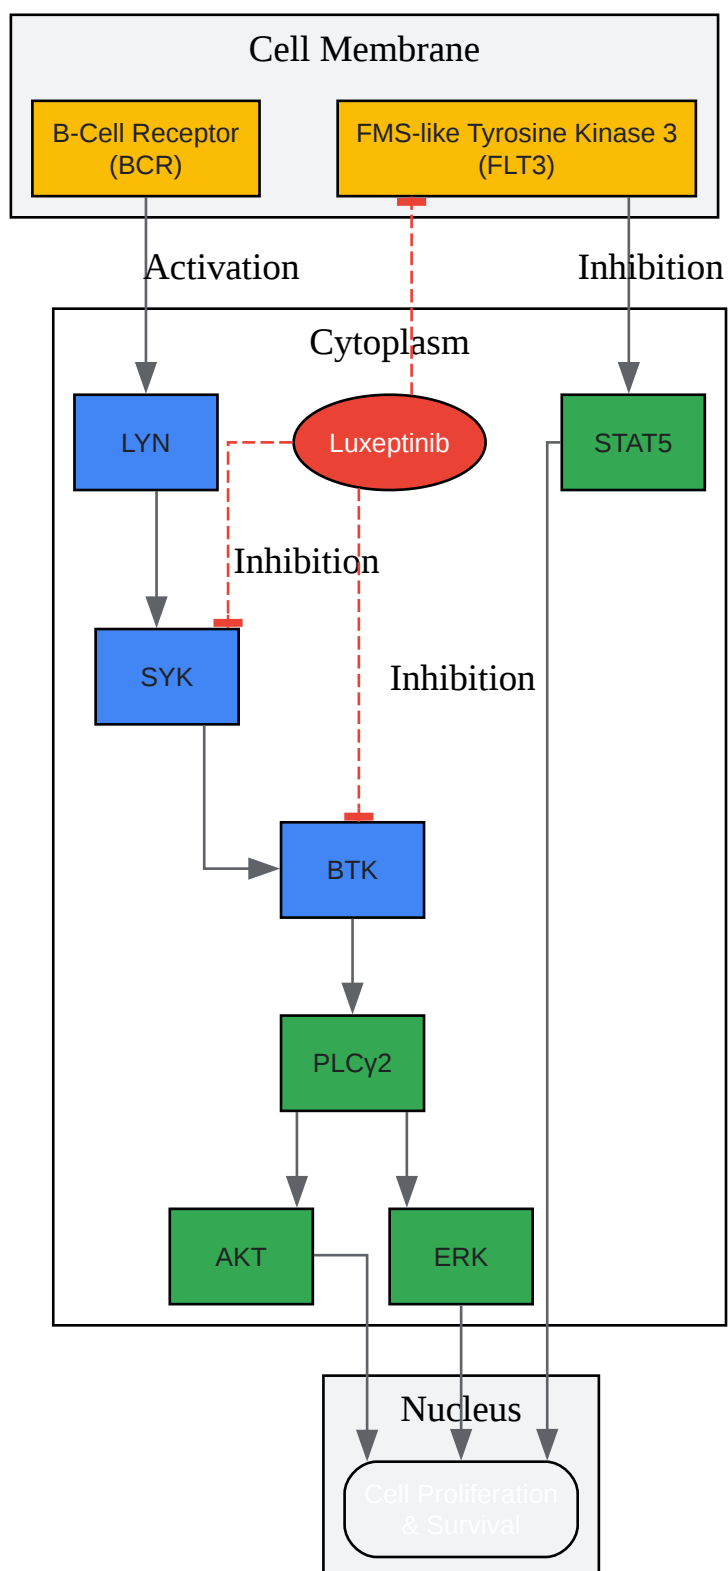 Cell Membrane
B-Cell Receptor
(BCR)
FMS-like Tyrosine Kinase 3
(FLT3)
Activation
Inhibition
Cytoplasm
LYN
Luxeptinib
STAT5
Inhibition
SYK
Inhibition
BTK
PLCγ2
AKT
ERK
Nucleus
Cell Proliferation
& Survival